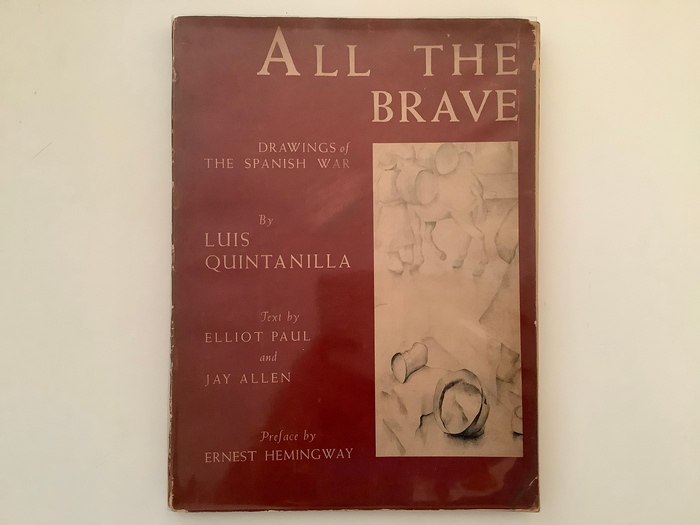 ALL THE
BRAVE
DRAWINGS of
THE SPANISH WAR
By
LUIS
QUINTANILLA
Text by
ELLIOT PAUL
and
JAY ALLEN
Preface by
ERNEST HEMINGWAY